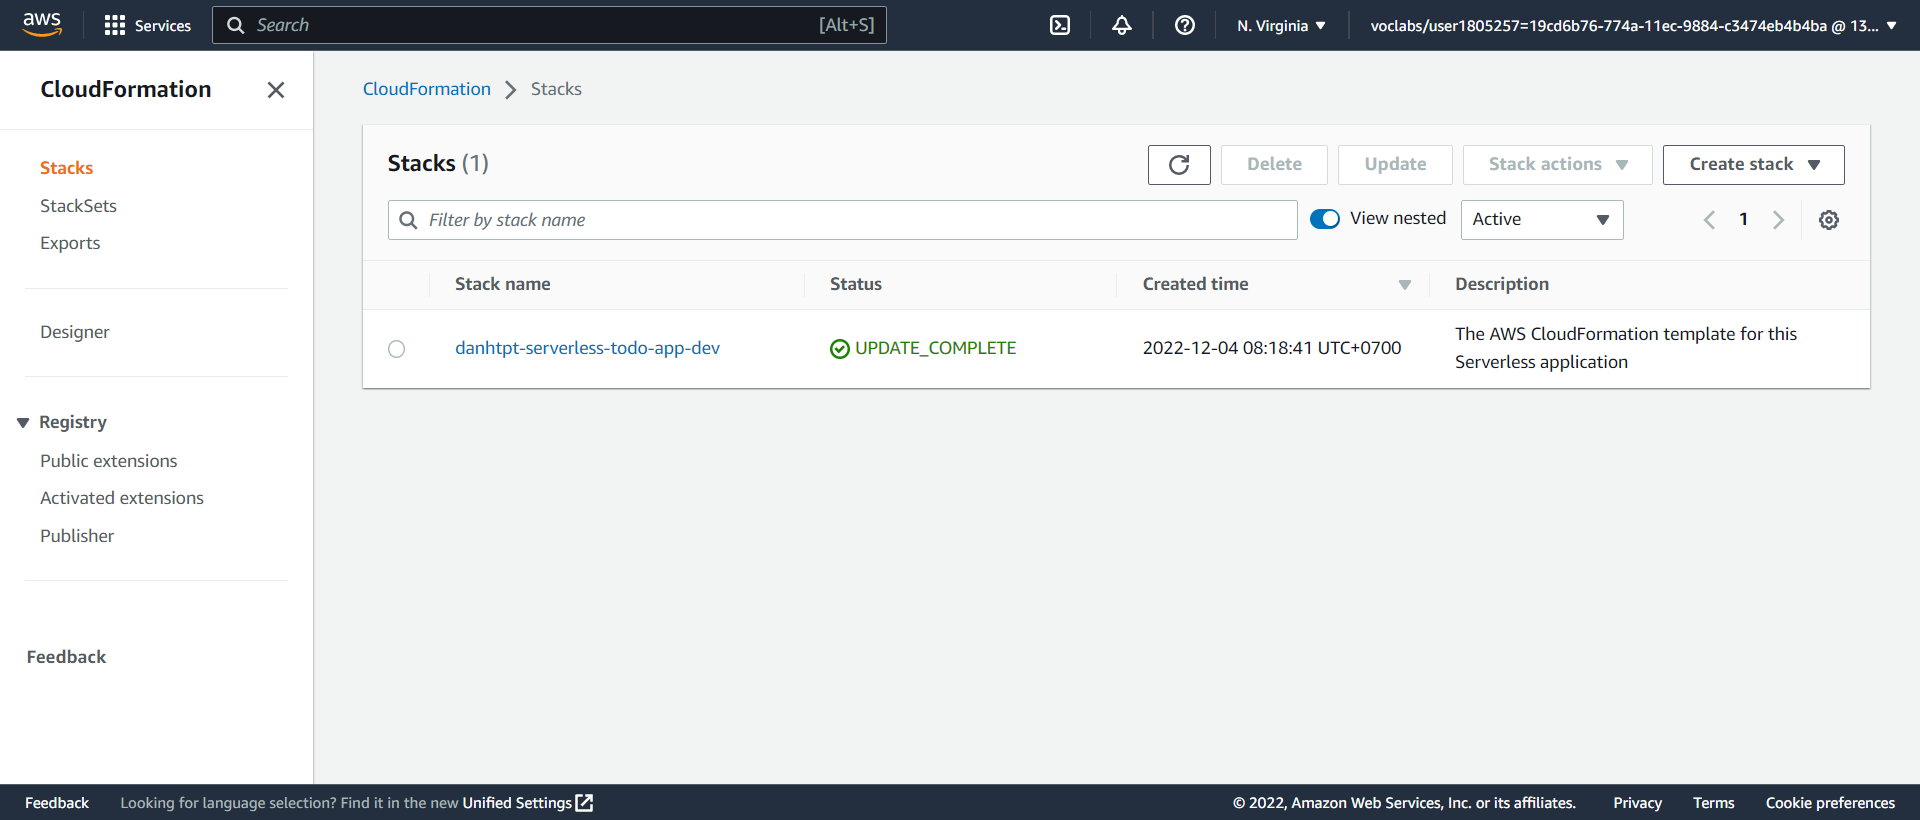 aws
Services
Search [Alt+S]
N. Virginia
voclabs/user1805257=19cd6b76-774a-11ec-9884-c3474eb4b4ba @ 13...
CloudFormation
Stacks
StackSets
Exports
Designer
Registry
Public extensions
Activated extensions
Publisher
Feedback
CloudFormation > Stacks
Stacks (1)
Delete
Update
Stack actions
Create stack
Filter by stack name
View nested
Active
1
Stack name Status Created time Description
danhtpt-serverless-todo-app-dev UPDATE_COMPLETE 2022-12-04 08:18:41 UTC+0700 The AWS CloudFormation template for this
Serverless application
Feedback Looking for language selection? Find it in the new Unified Settings
© 2022, Amazon Web Services, Inc. or its affiliates. Privacy Terms Cookie preferences